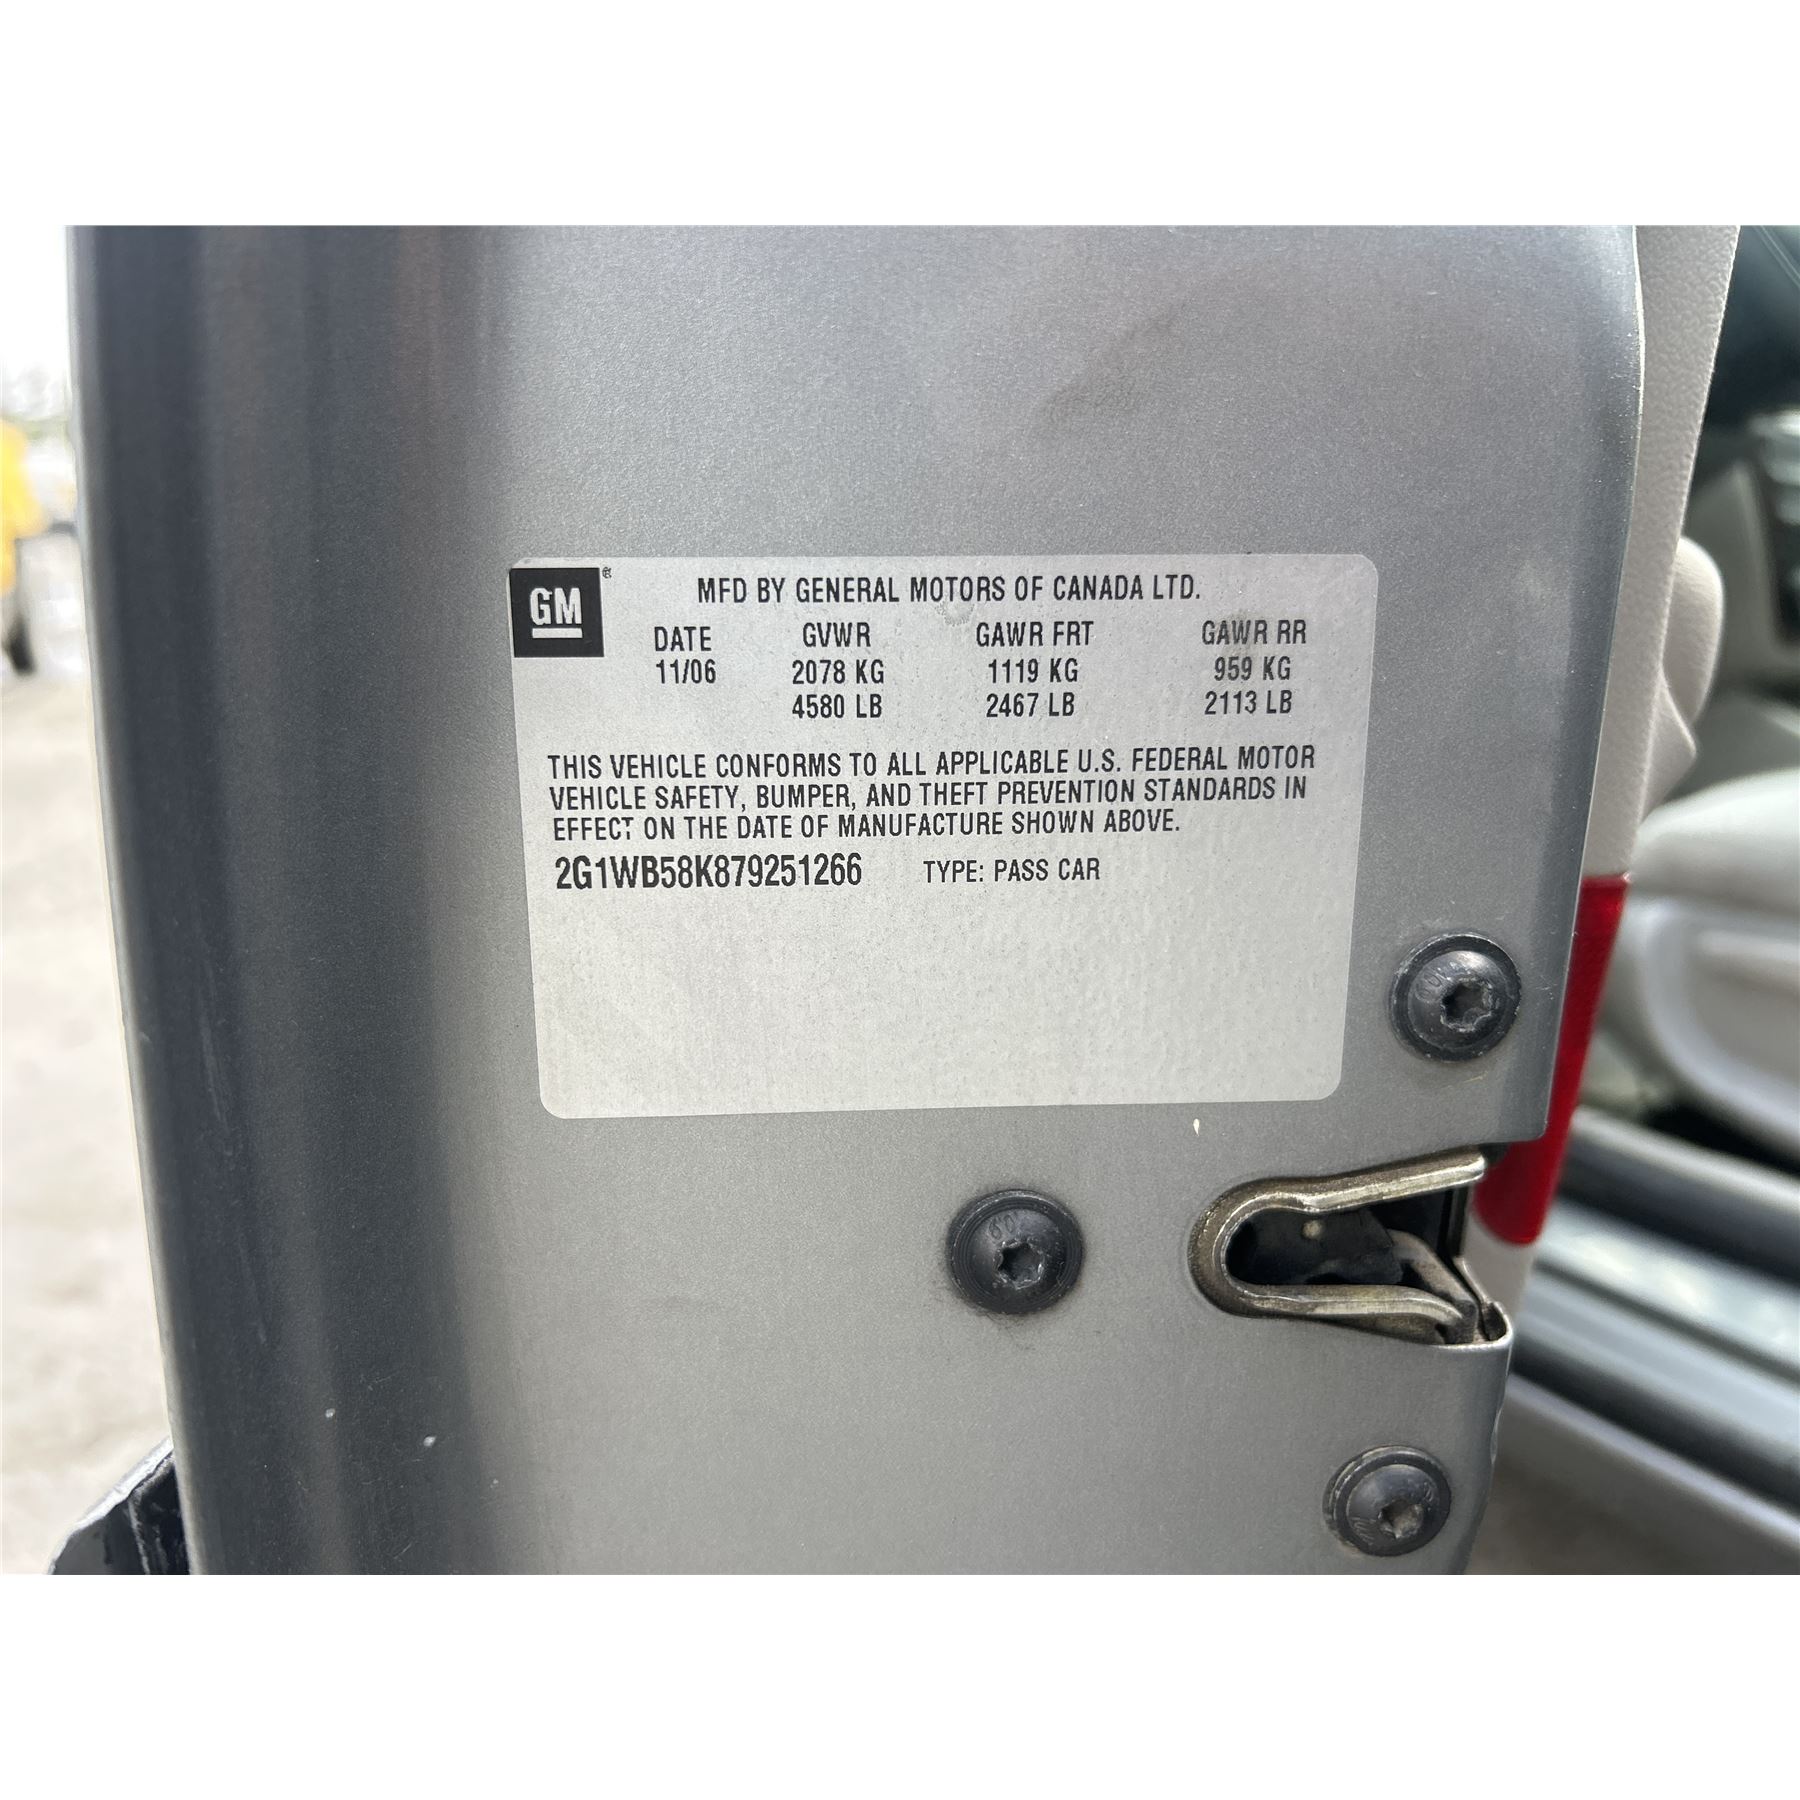 GM ®
MFD BY GENERAL MOTORS OF CANADA LTD.
DATE GVWR GAWR FRT GAWR RR
11/06 2078 KG 1119 KG 959 KG
4580 LB 2467 LB 2113 LB
THIS VEHICLE CONFORMS TO ALL APPLICABLE U.S. FEDERAL MOTOR
VEHICLE SAFETY, BUMPER, AND THEFT PREVENTION STANDARDS IN
EFFECT ON THE DATE OF MANUFACTURE SHOWN ABOVE.
2G1WB58K879251266 TYPE: PASS CAR